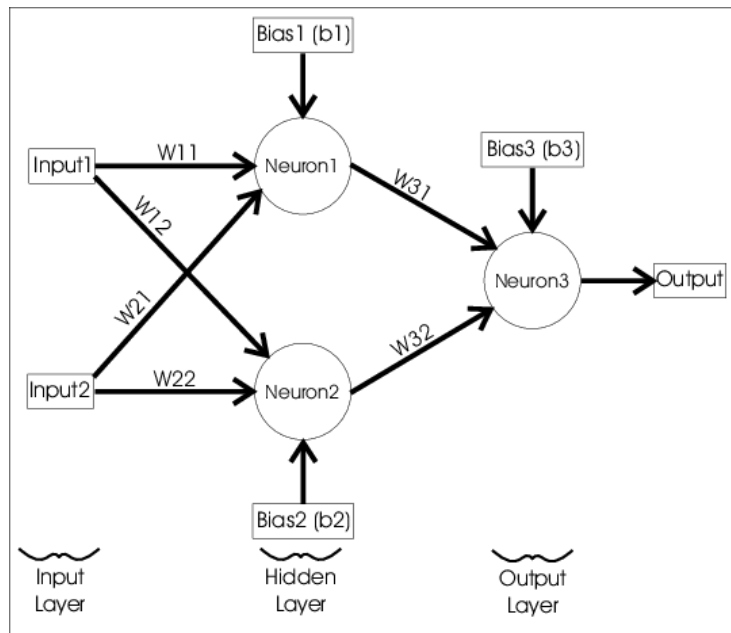 Bias1 (b1)
Bias3 (b3)
Input1
W11
Neuron1
W31
W12
Neuron3
Output
W21
W32
Input2
W22
Neuron2
Bias2 (b2)
Input
Layer
Hidden
Layer
Output
Layer